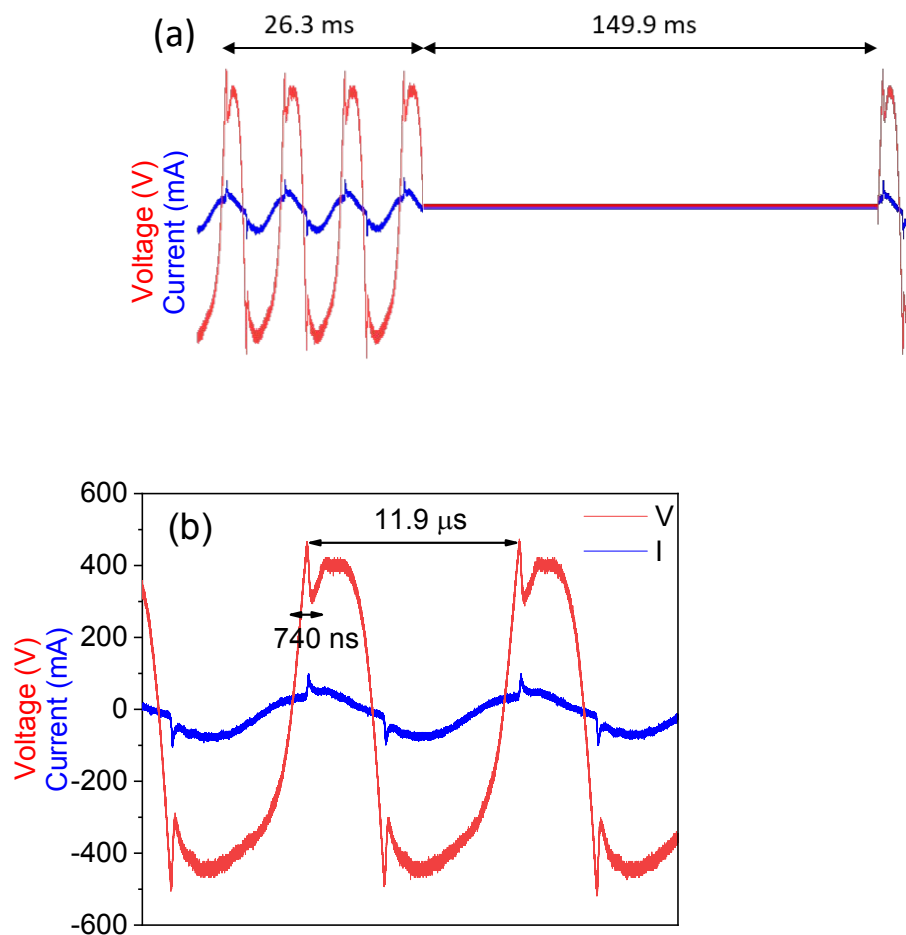 (a)
26.3 ms
149.9 ms
Voltage (V)
Current (mA)
(b)
11.9 μs
V
I
740 ns
600
400
200
0
-200
-400
-600
Voltage (V)
Current (mA)